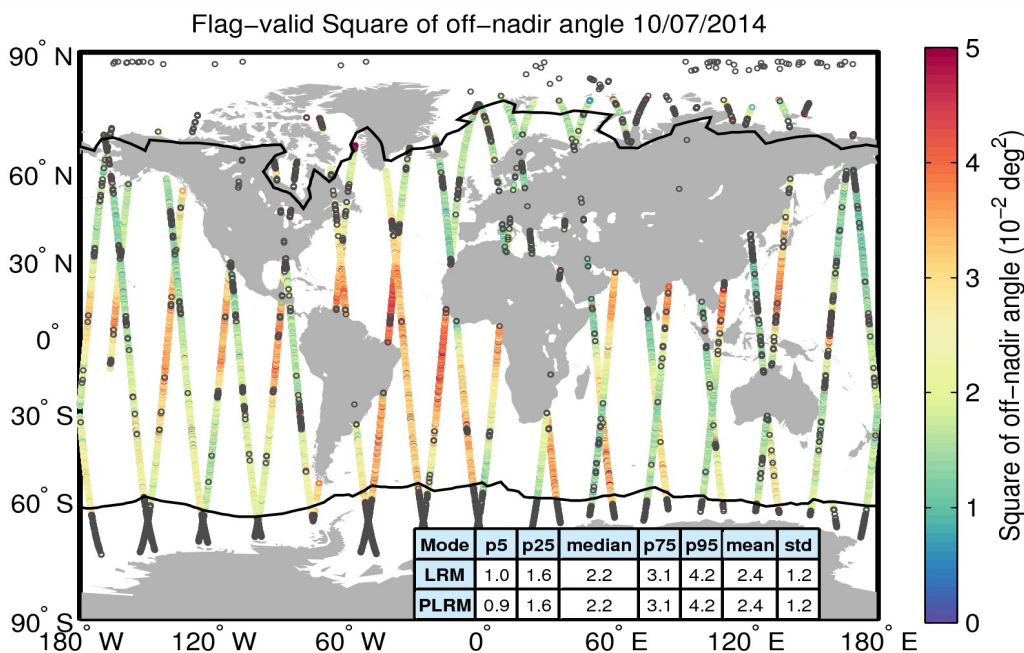 Flag−valid Square of off−nadir angle 10/07/2014
90° N
60° N
30° N
0°
30° S
60° S
90° S
180° W
120° W
60° W
0°
60° E
120° E
180° E
Mode p5 p25 median p75 p95 mean std
LRM 1.0 1.6 2.2 3.1 4.2 2.4 1.2
PLRM 0.9 1.6 2.2 3.1 4.2 2.4 1.2
5
4
3
2
1
0
Square of off−nadir angle (10⁻² deg²)